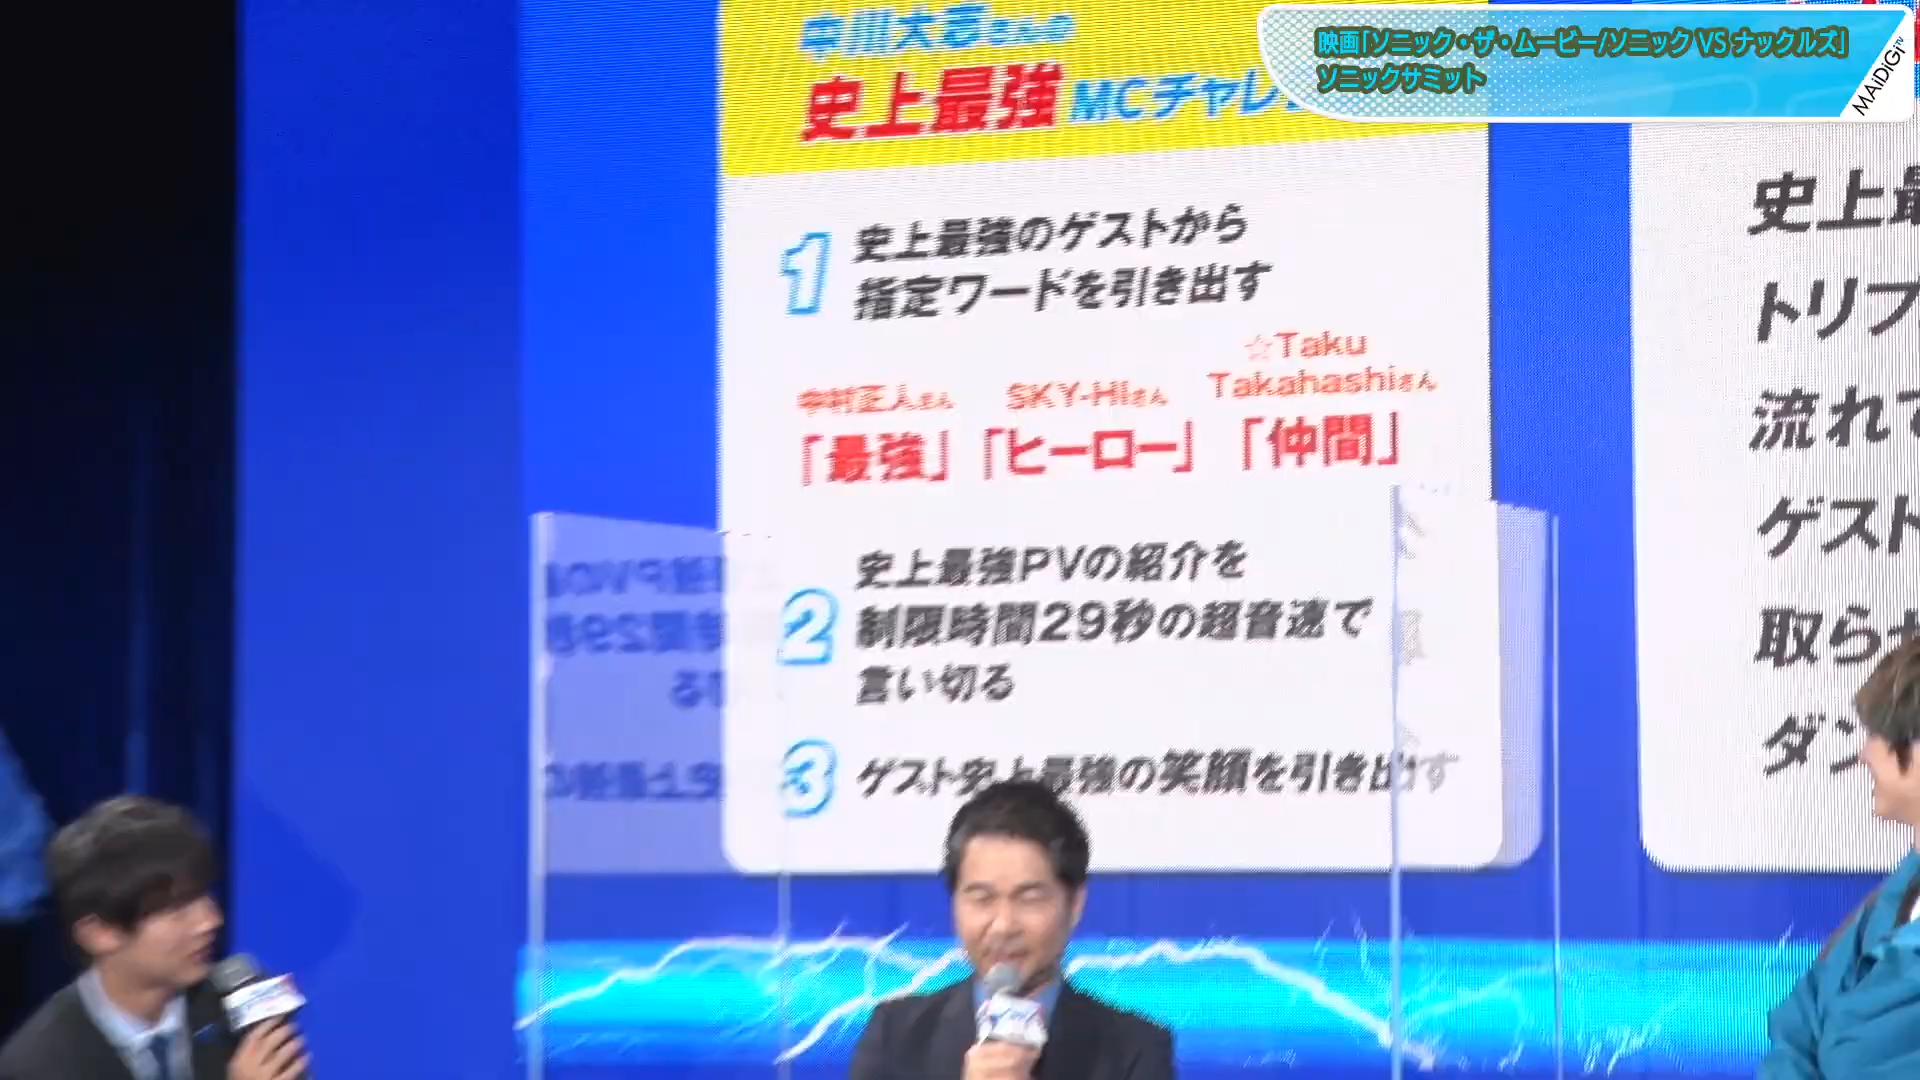 映画「ソニック・ザ・ムービー/ソニック VS ナックルズ」
ソニックサミット
MAiDiGiTV
中川大志さんの
史上最強MCチャレ
1 史上最強のゲストから
指定ワードを引き出す
☆Taku
中村正人さん SKY-HIさん Takahashiさん
「最強」「ヒーロー」「仲間」
2 史上最強PVの紹介を
制限時間29秒の超音速で
言い切る
3 ゲスト史上最強の笑顔を引き出す
史上最
トリプ
流れて
ゲスト
取らせ
ダン